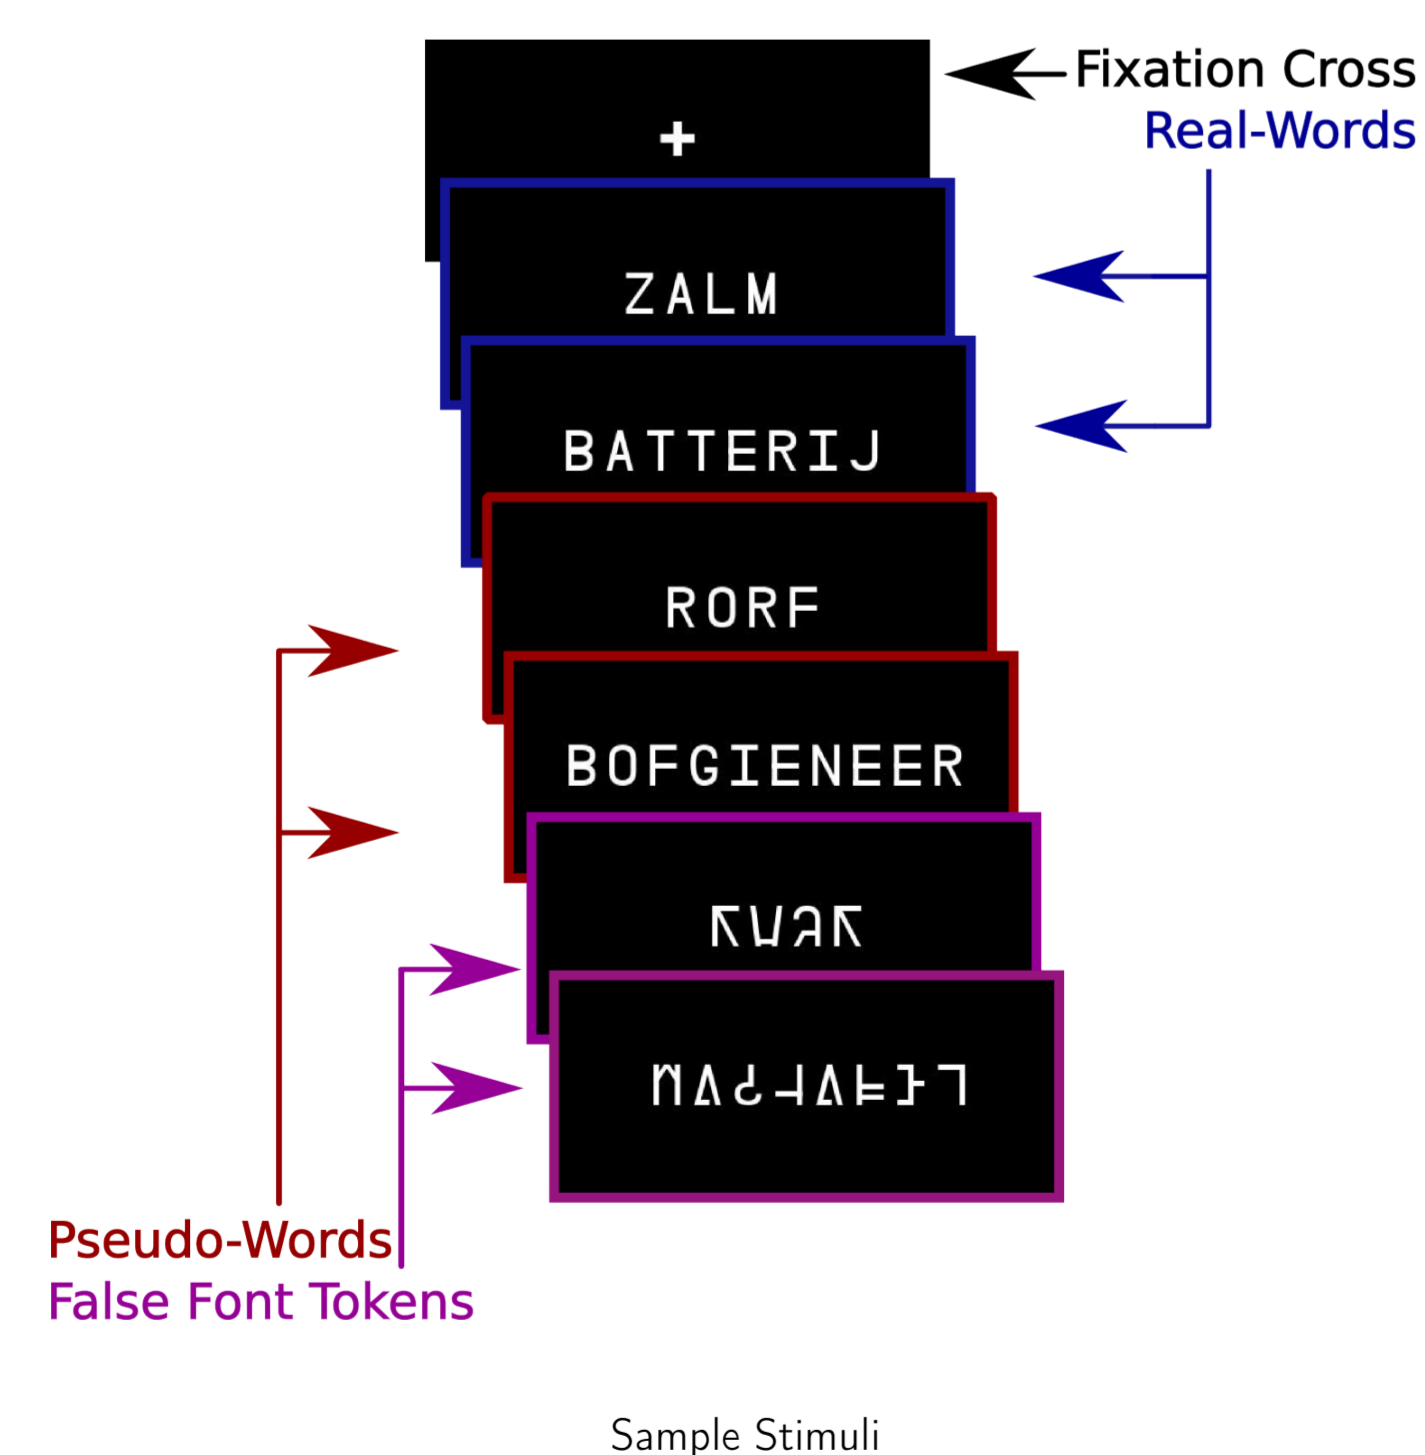 Fixation Cross
Real-Words
+
ZALM
BATTERIJ
RORF
BOFGIENEER
Pseudo-Words
False Font Tokens
Sample Stimuli